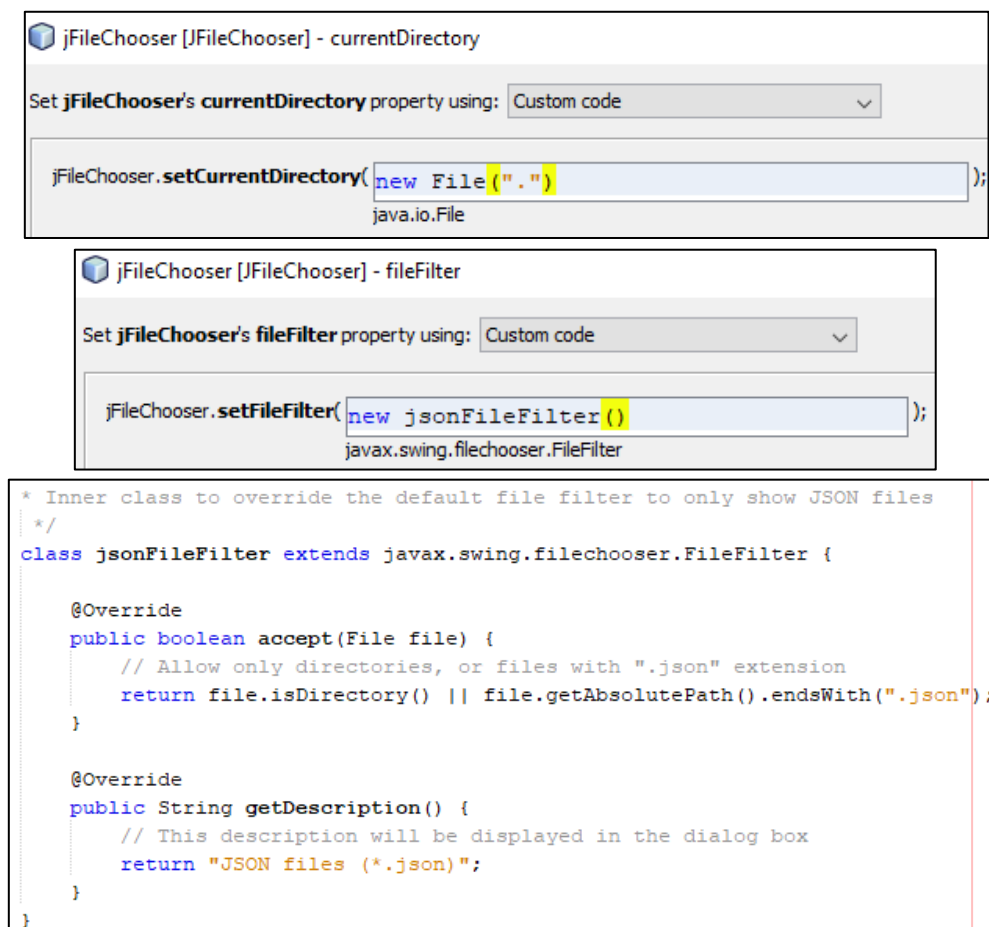 jFileChooser [JFileChooser] - currentDirectory
Set jFileChooser's currentDirectory property using: Custom code
jFileChooser.setCurrentDirectory( new File(".") );
java.io.File
jFileChooser [JFileChooser] - fileFilter
Set jFileChooser's fileFilter property using: Custom code
jFileChooser.setFileFilter( new jsonFileFilter() );
javax.swing.filechooser.FileFilter
* Inner class to override the default file filter to only show JSON files
*/
class jsonFileFilter extends javax.swing.filechooser.FileFilter {
@Override
public boolean accept(File file) {
// Allow only directories, or files with ".json" extension
return file.isDirectory() || file.getAbsolutePath().endsWith(".json");
}
@Override
public String getDescription() {
// This description will be displayed in the dialog box
return "JSON files (*.json)";
}
}